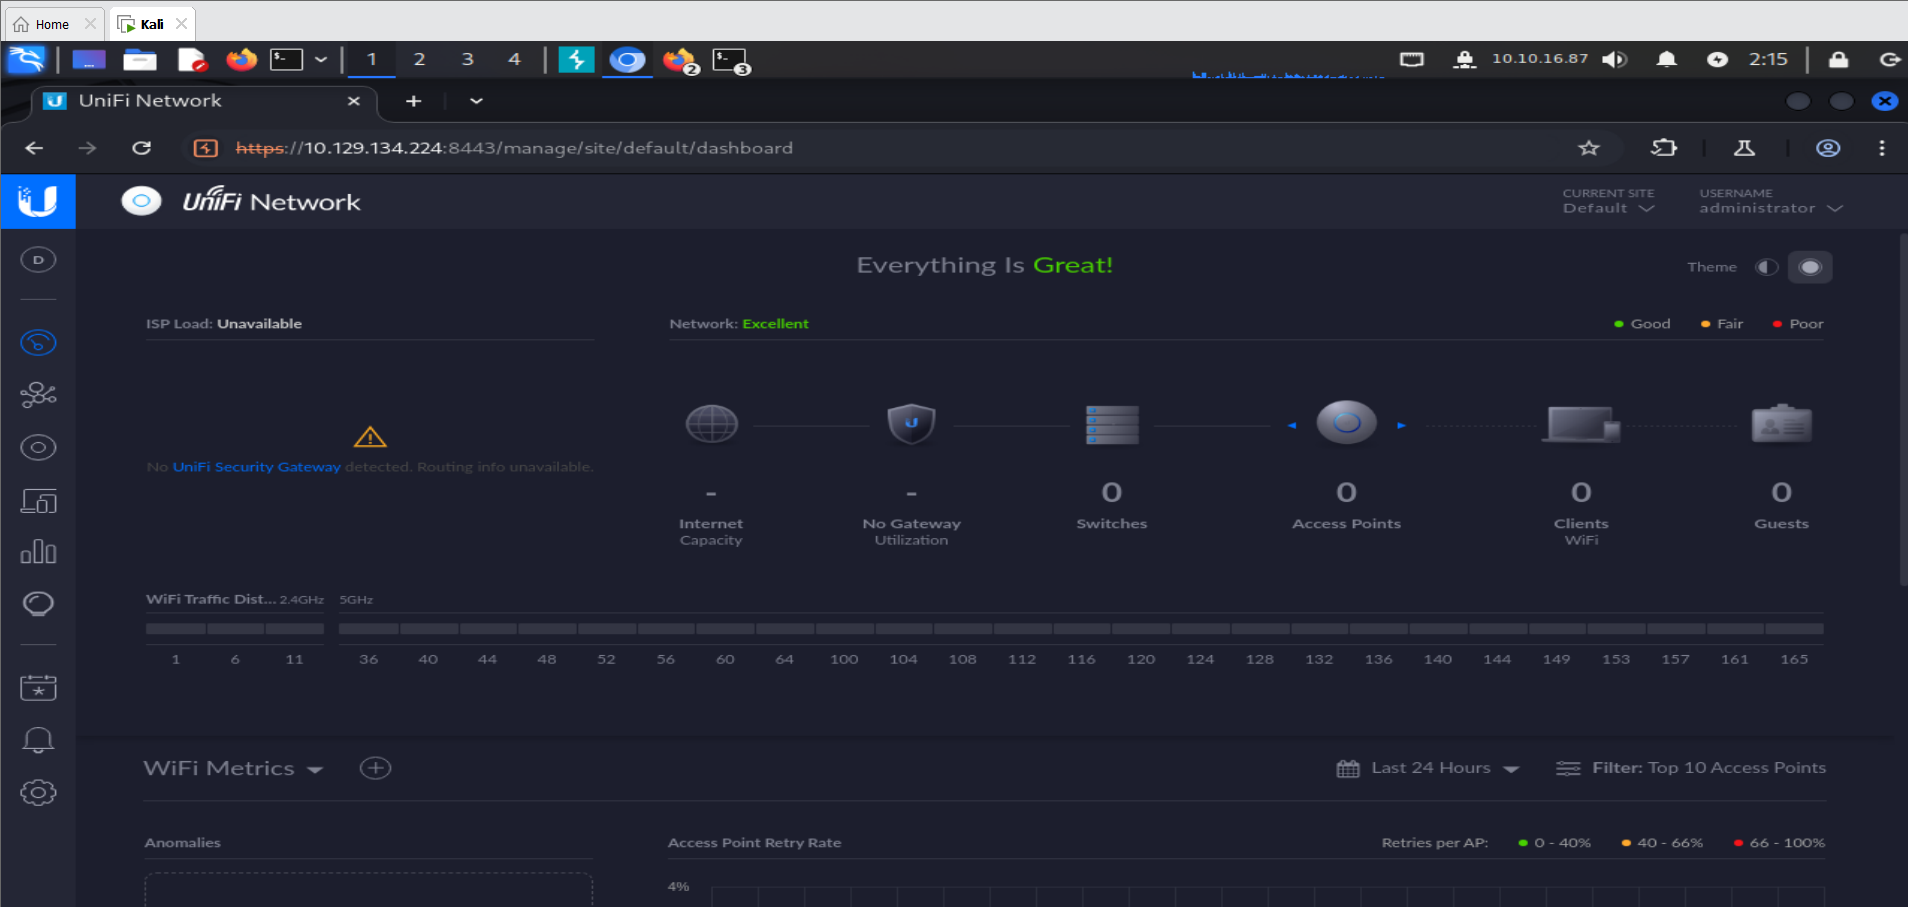 Home
Kali
1 2 3 4
2
3
10.10.16.87
2:15
UniFi Network
https://10.129.134.224:8443/manage/site/default/dashboard
UniFi Network
CURRENT SITE
Default
USERNAME
administrator
D
Everything Is Great!
Theme
ISP Load: Unavailable
Network: Excellent
Good Fair Poor
No UniFi Security Gateway detected. Routing info unavailable.
- - 0 0 0 0
Internet No Gateway Switches Access Points Clients Guests
Capacity Utilization WiFi
WiFi Traffic Dist... 2.4GHz 5GHz
1 6 11 36 40 44 48 52 56 60 64 100 104 108 112 116 120 124 128 132 136 140 144 149 153 157 161 165
WiFi Metrics
Last 24 Hours
Filter: Top 10 Access Points
Anomalies
Access Point Retry Rate
Retries per AP: 0 - 40% 40 - 66% 66 - 100%
4%